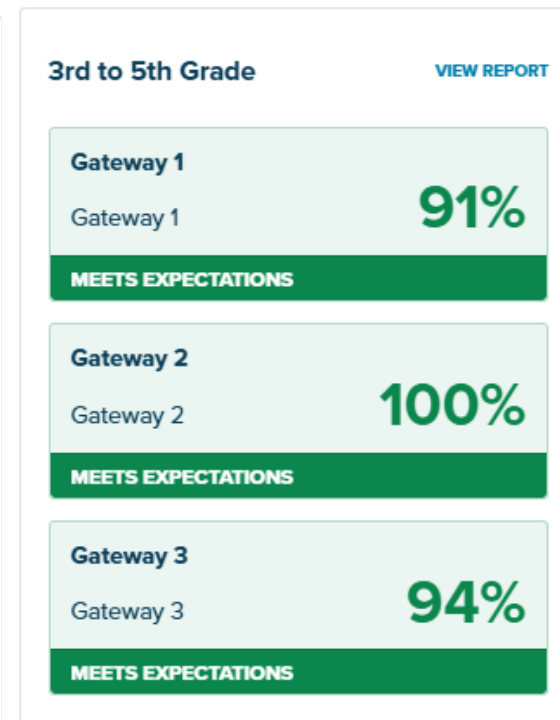 3rd to 5th Grade VIEW REPORT
Gateway 1
Gateway 1 91%
MEETS EXPECTATIONS
Gateway 2
Gateway 2 100%
MEETS EXPECTATIONS
Gateway 3
Gateway 3 94%
MEETS EXPECTATIONS